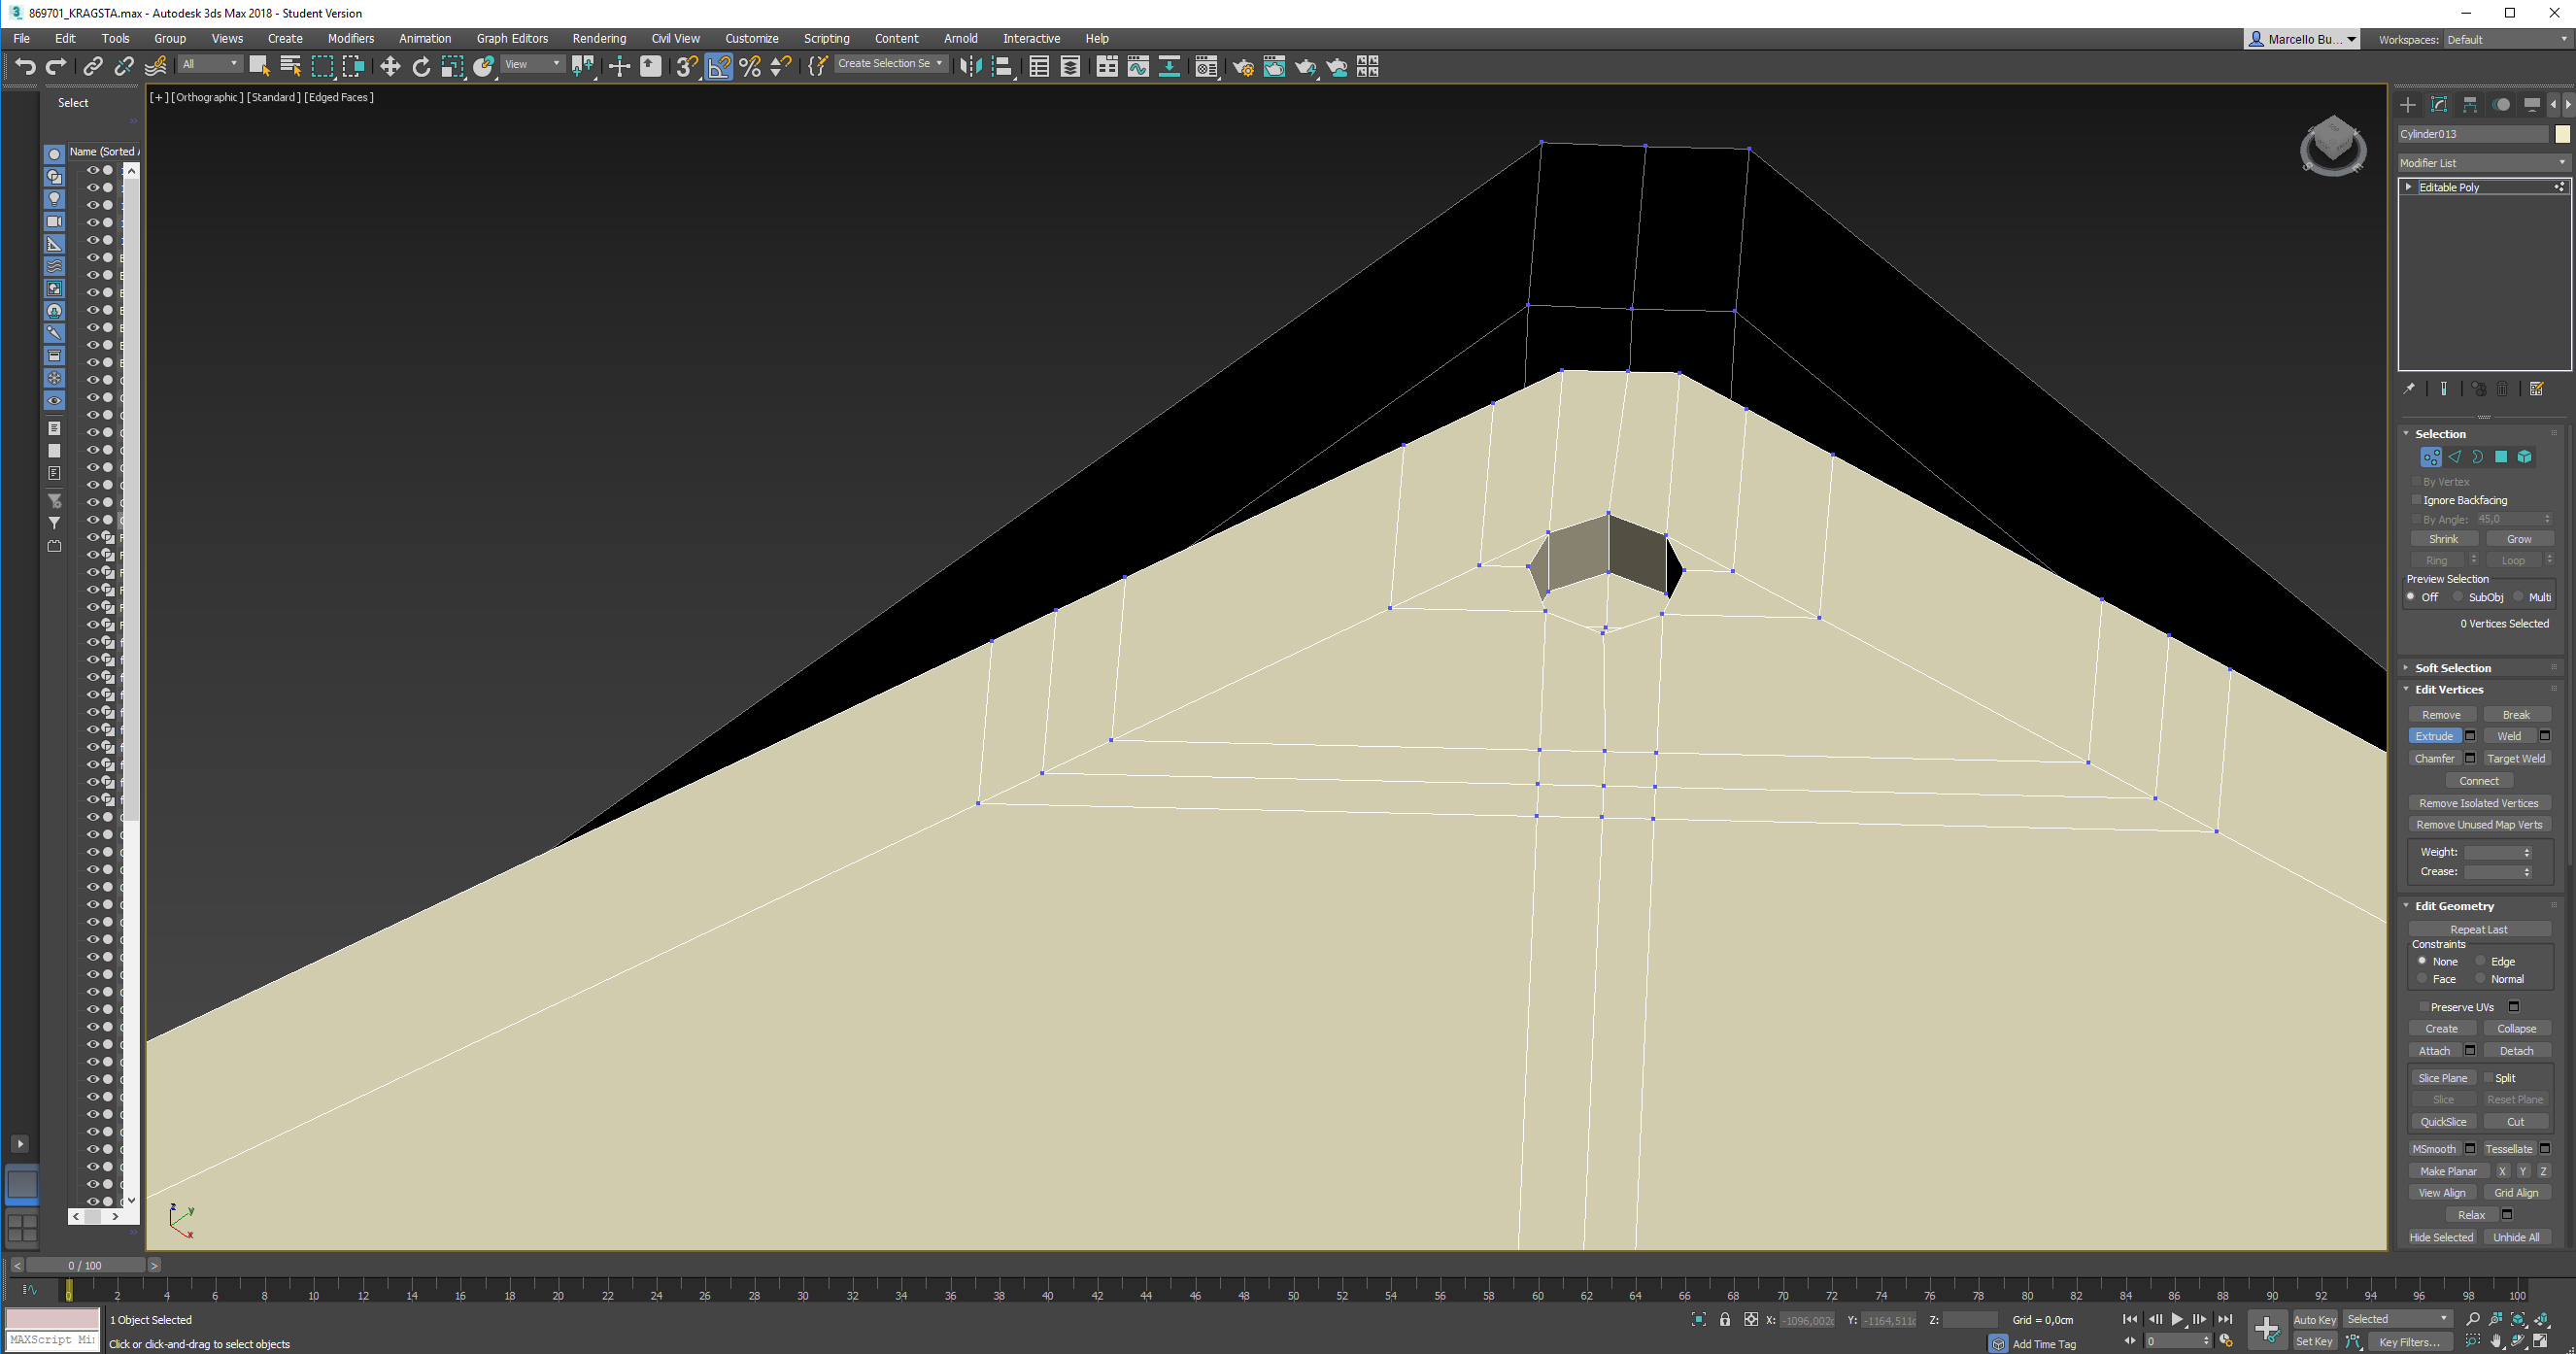 869701_KRAGSTA.max - Autodesk 3ds Max 2018 - Student Version
File Edit Tools Group Views Create Modifiers Animation Graph Editors Rendering Civil View Customize Scripting Content Arnold Interactive Help
Marcello Bu... Workspaces: Default
All View Create Selection Se
Select
[+] [Orthographic] [Standard] [Edged Faces]
Name (Sorted
Cylinder013
Modifier List
Editable Poly
Selection
By Vertex
Ignore Backfacing
By Angle: 45,0
Shrink Grow
Ring Loop
Preview Selection
Off SubObj Multi
0 Vertices Selected
Soft Selection
Edit Vertices
Remove Break
Extrude Weld
Chamfer Target Weld
Connect
Remove Isolated Vertices
Remove Unused Map Verts
Weight:
Crease:
Edit Geometry
Repeat Last
Constraints
None Edge
Face Normal
Preserve UVs
Create Collapse
Attach Detach
Slice Plane Split
Slice Reset Plane
QuickSlice Cut
MSmooth Tessellate
Make Planar X Y Z
View Align Grid Align
Relax
Hide Selected Unhide All
z y x
0 / 100
0 2 4 6 8 10 12 14 16 18 20 22 24 26 28 30 32 34 36 38 40 42 44 46 48 50 52 54 56 58 60 62 64 66 68 70 72 74 76 78 80 82 84 86 88 90 92 94 96 98 100
1 Object Selected X: -1096,002c Y: -1164,511c Z: Grid = 0,0cm Auto Key Selected
MAXScript Mi Click or click-and-drag to select objects Add Time Tag 0 Set Key Key Filters...